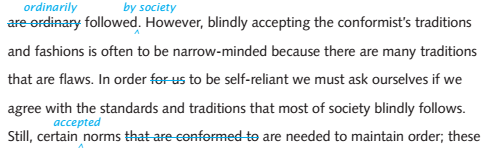 ordinarily by society
are ordinary followed. However, blindly accepting the conformist's traditions
and fashions is often to be narrow-minded because there are many traditions
that are flaws. In order for us to be self-reliant we must ask ourselves if we
agree with the standards and traditions that most of society blindly follows.
accepted
Still, certain norms that are conformed to are needed to maintain order; these